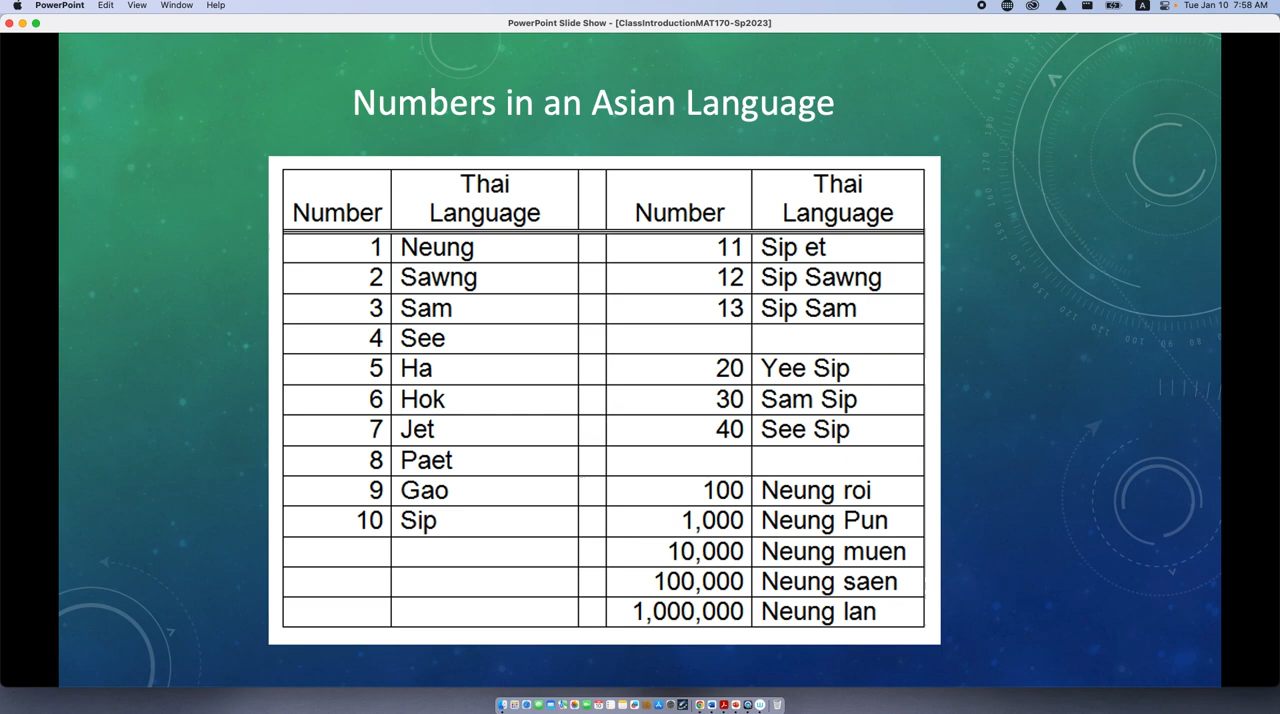 PowerPoint Edit View Window Help
A Tue Jan 10 7:58 AM
PowerPoint Slide Show - [ClassIntroductionMAT170-Sp2023]
Numbers in an Asian Language
Number Thai Language Number Thai Language
1 Neung 11 Sip et
2 Sawng 12 Sip Sawng
3 Sam 13 Sip Sam
4 See
5 Ha 20 Yee Sip
6 Hok 30 Sam Sip
7 Jet 40 See Sip
8 Paet
9 Gao 100 Neung roi
10 Sip 1,000 Neung Pun
10,000 Neung muen
100,000 Neung saen
1,000,000 Neung lan